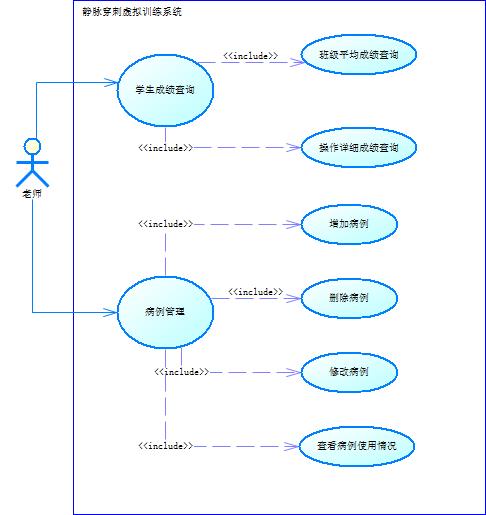 静脉穿刺虚拟训练系统
<<include>>
班级平均成绩查询
学生成绩查询
<<include>>
操作详细成绩查询
老师
<<include>>
增加病例
<<include>>
删除病例
病例管理
<<include>>
修改病例
<<include>>
查看病例使用情况